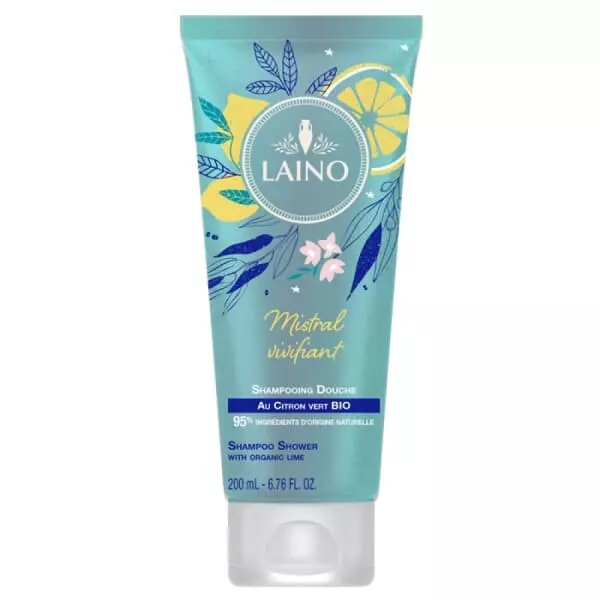 LAINO
Mistral
vivifiant
SHAMPOOING DOUCHE
AU CITRON VERT BIO
95% INGRÉDIENTS D'ORIGINE NATURELLE
SHAMPOO SHOWER
WITH ORGANIC LIME
200 mL - 6.76 FL. OZ.